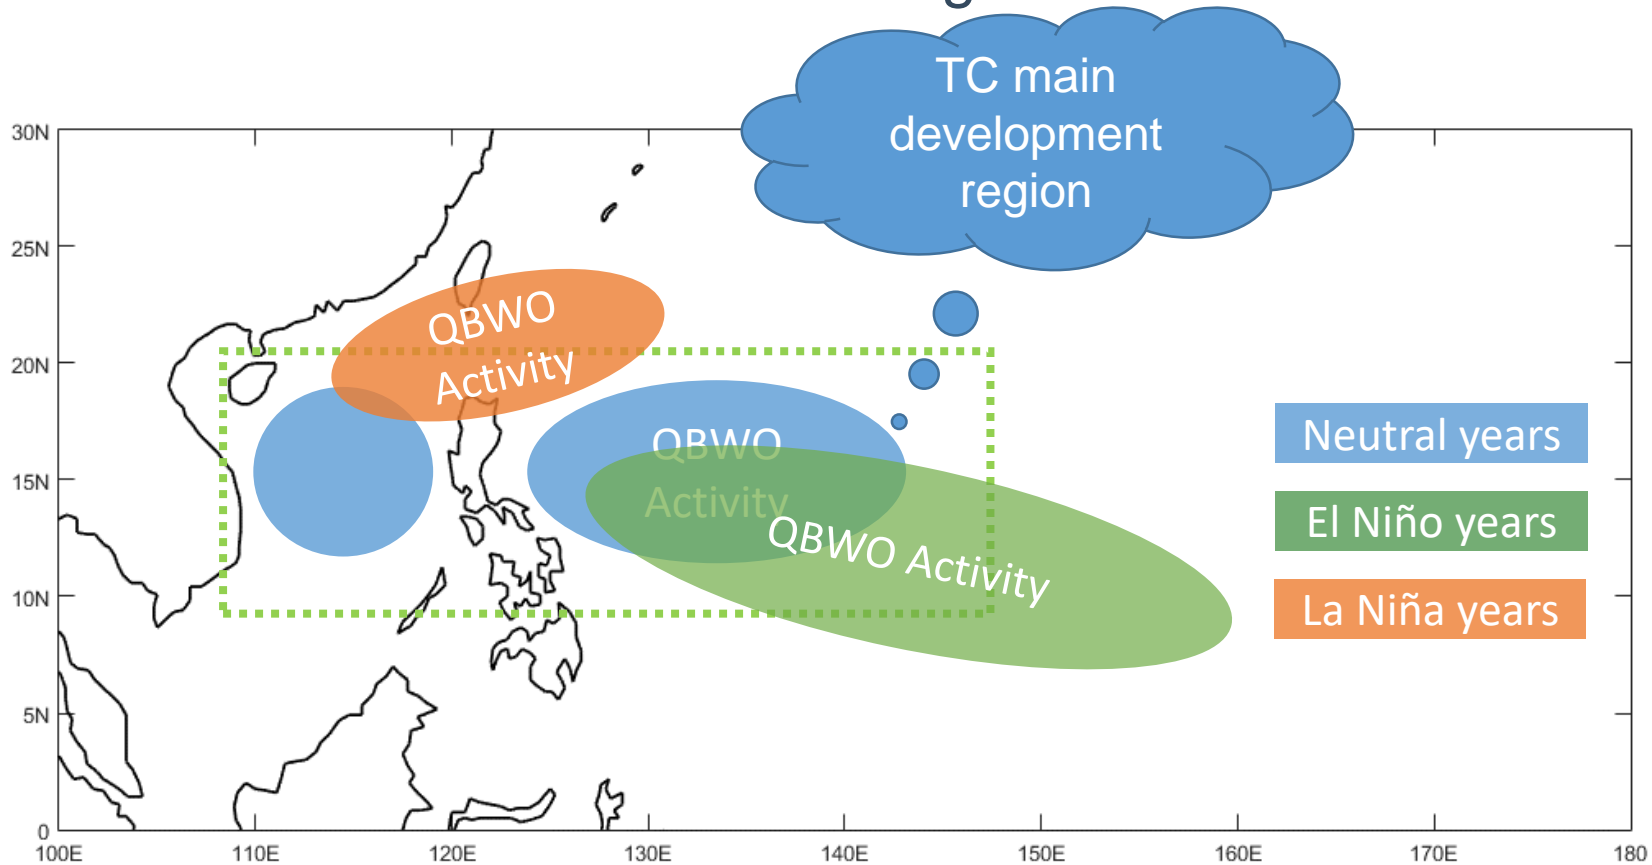 g
TC main
development
region
30N
25N
20N
15N
10N
5N
0
100E
110E
120E
130E
140E
150E
160E
170E
180
QBWO
Activity
QBWO
Activity
QBWO Activity
Neutral years
El Niño years
La Niña years